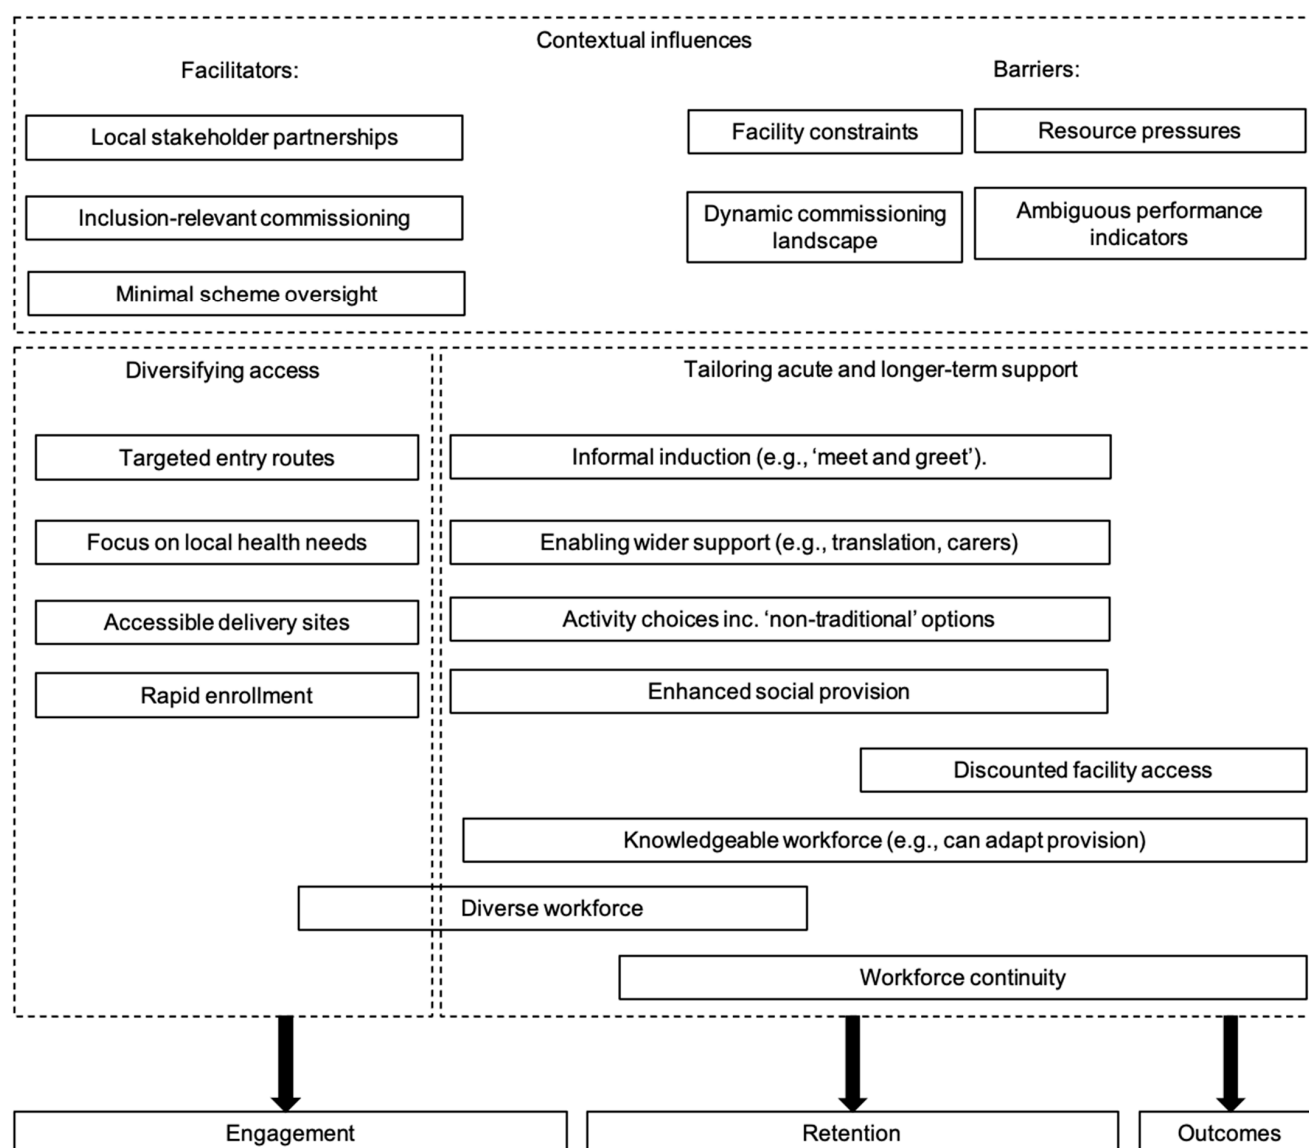 Contextual influences
Facilitators:
Barriers:
Local stakeholder partnerships
Facility constraints
Resource pressures
Inclusion-relevant commissioning
Dynamic commissioning
landscape
Ambiguous performance
indicators
Minimal scheme oversight
Diversifying access
Tailoring acute and longer-term support
Targeted entry routes
Informal induction (e.g., ‘meet and greet’).
Focus on local health needs
Enabling wider support (e.g., translation, carers)
Accessible delivery sites
Activity choices inc. ‘non-traditional’ options
Rapid enrollment
Enhanced social provision
Discounted facility access
Knowledgeable workforce (e.g., can adapt provision)
Diverse workforce
Workforce continuity
Engagement
Retention
Outcomes